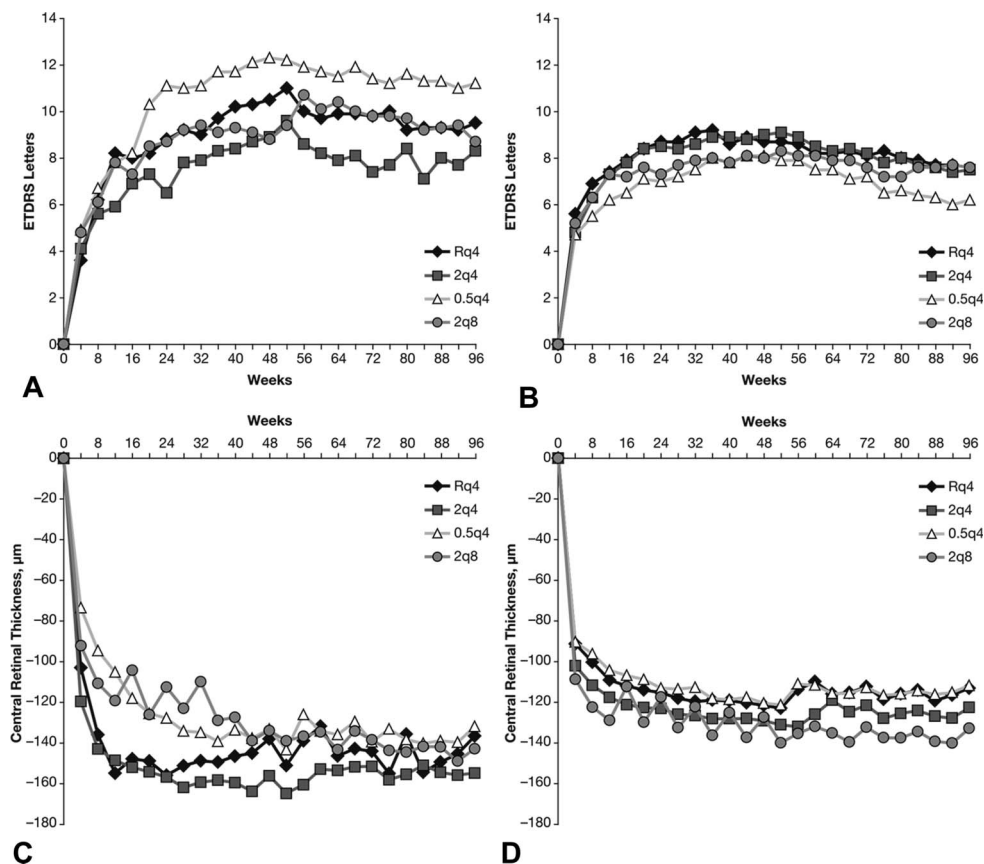 14
12
10
8
6
4
2
0
ETDRS Letters
0 8 16 24 32 40 48 56 64 72 80 88 96
Weeks
Rq4
2q4
0.5q4
2q8
A
14
12
10
8
6
4
2
0
ETDRS Letters
0 8 16 24 32 40 48 56 64 72 80 88 96
Weeks
Rq4
2q4
0.5q4
2q8
B
Weeks
0 8 16 24 32 40 48 56 64 72 80 88 96
0
−20
−40
−60
−80
−100
−120
−140
−160
−180
Central Retinal Thickness, μm
Rq4
2q4
0.5q4
2q8
C
Weeks
0 8 16 24 32 40 48 56 64 72 80 88 96
0
−20
−40
−60
−80
−100
−120
−140
−160
−180
Central Retinal Thickness, μm
Rq4
2q4
0.5q4
2q8
D